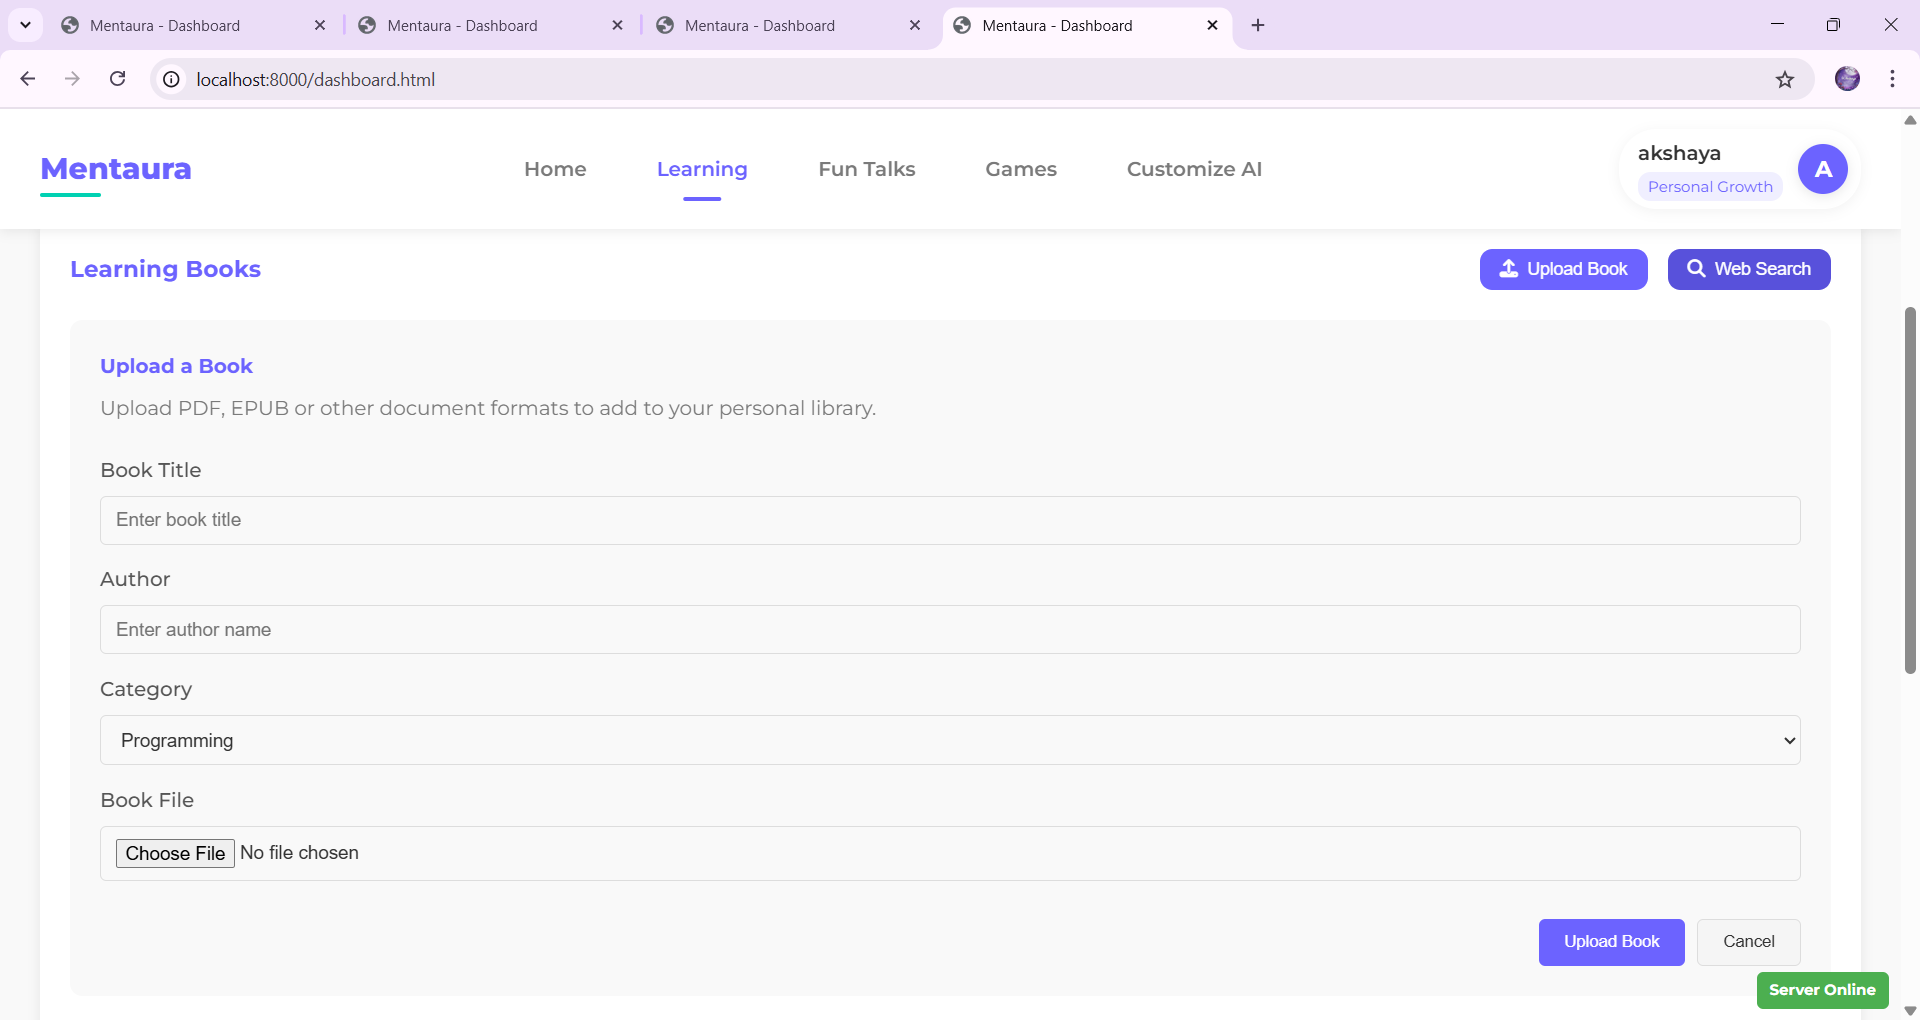 Mentaura - Dashboard
Mentaura - Dashboard
Mentaura - Dashboard
Mentaura - Dashboard
localhost:8000/dashboard.html
Mentaura
Home
Learning
Fun Talks
Games
Customize AI
akshaya
Personal Growth
A
Learning Books
Upload Book
Web Search
Upload a Book
Upload PDF, EPUB or other document formats to add to your personal library.
Book Title
Enter book title
Author
Enter author name
Category
Programming
Book File
Choose File No file chosen
Upload Book
Cancel
Server Online